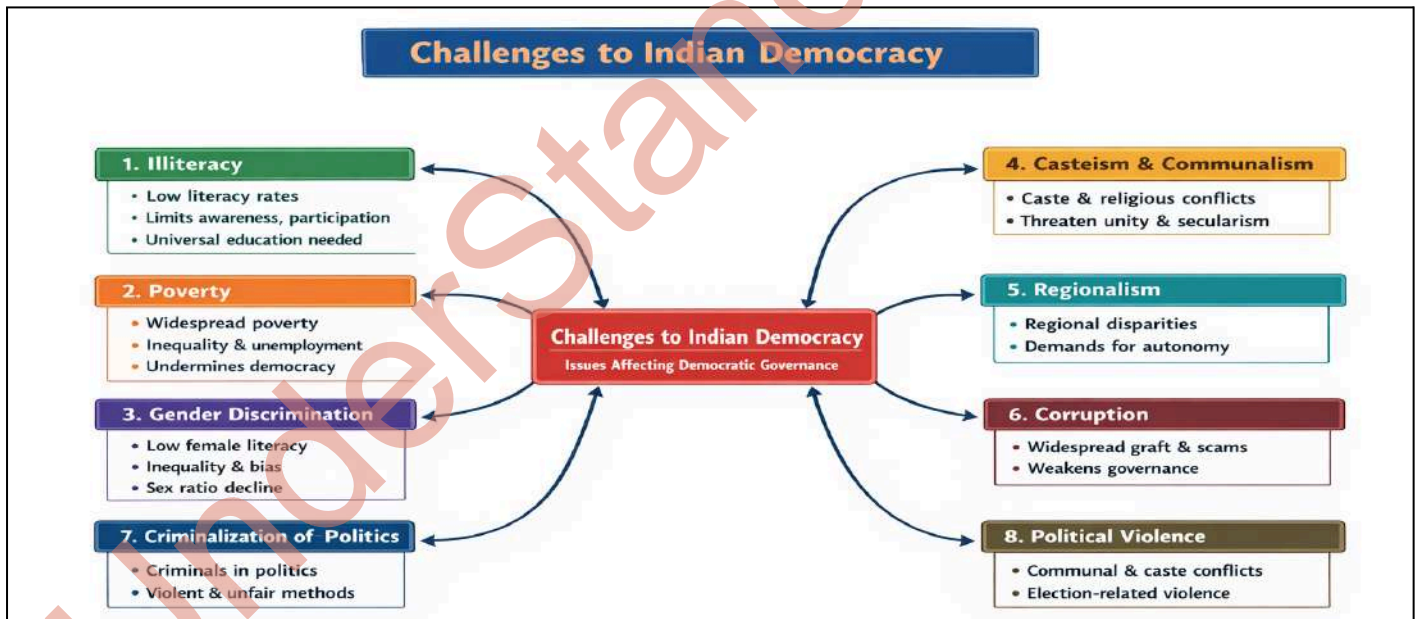 Challenges to Indian Democracy
1. Illiteracy
• Low literacy rates
• Limits awareness, participation
• Universal education needed
2. Poverty
• Widespread poverty
• Inequality & unemployment
• Undermines democracy
3. Gender Discrimination
• Low female literacy
• Inequality & bias
• Sex ratio decline
7. Criminalization of Politics
• Criminals in politics
• Violent & unfair methods
Challenges to Indian Democracy
Issues Affecting Democratic Governance
4. Casteism & Communalism
• Caste & religious conflicts
• Threaten unity & secularism
5. Regionalism
• Regional disparities
• Demands for autonomy
6. Corruption
• Widespread graft & scams
• Weakens governance
8. Political Violence
• Communal & caste conflicts
• Election-related violence
UnderStan